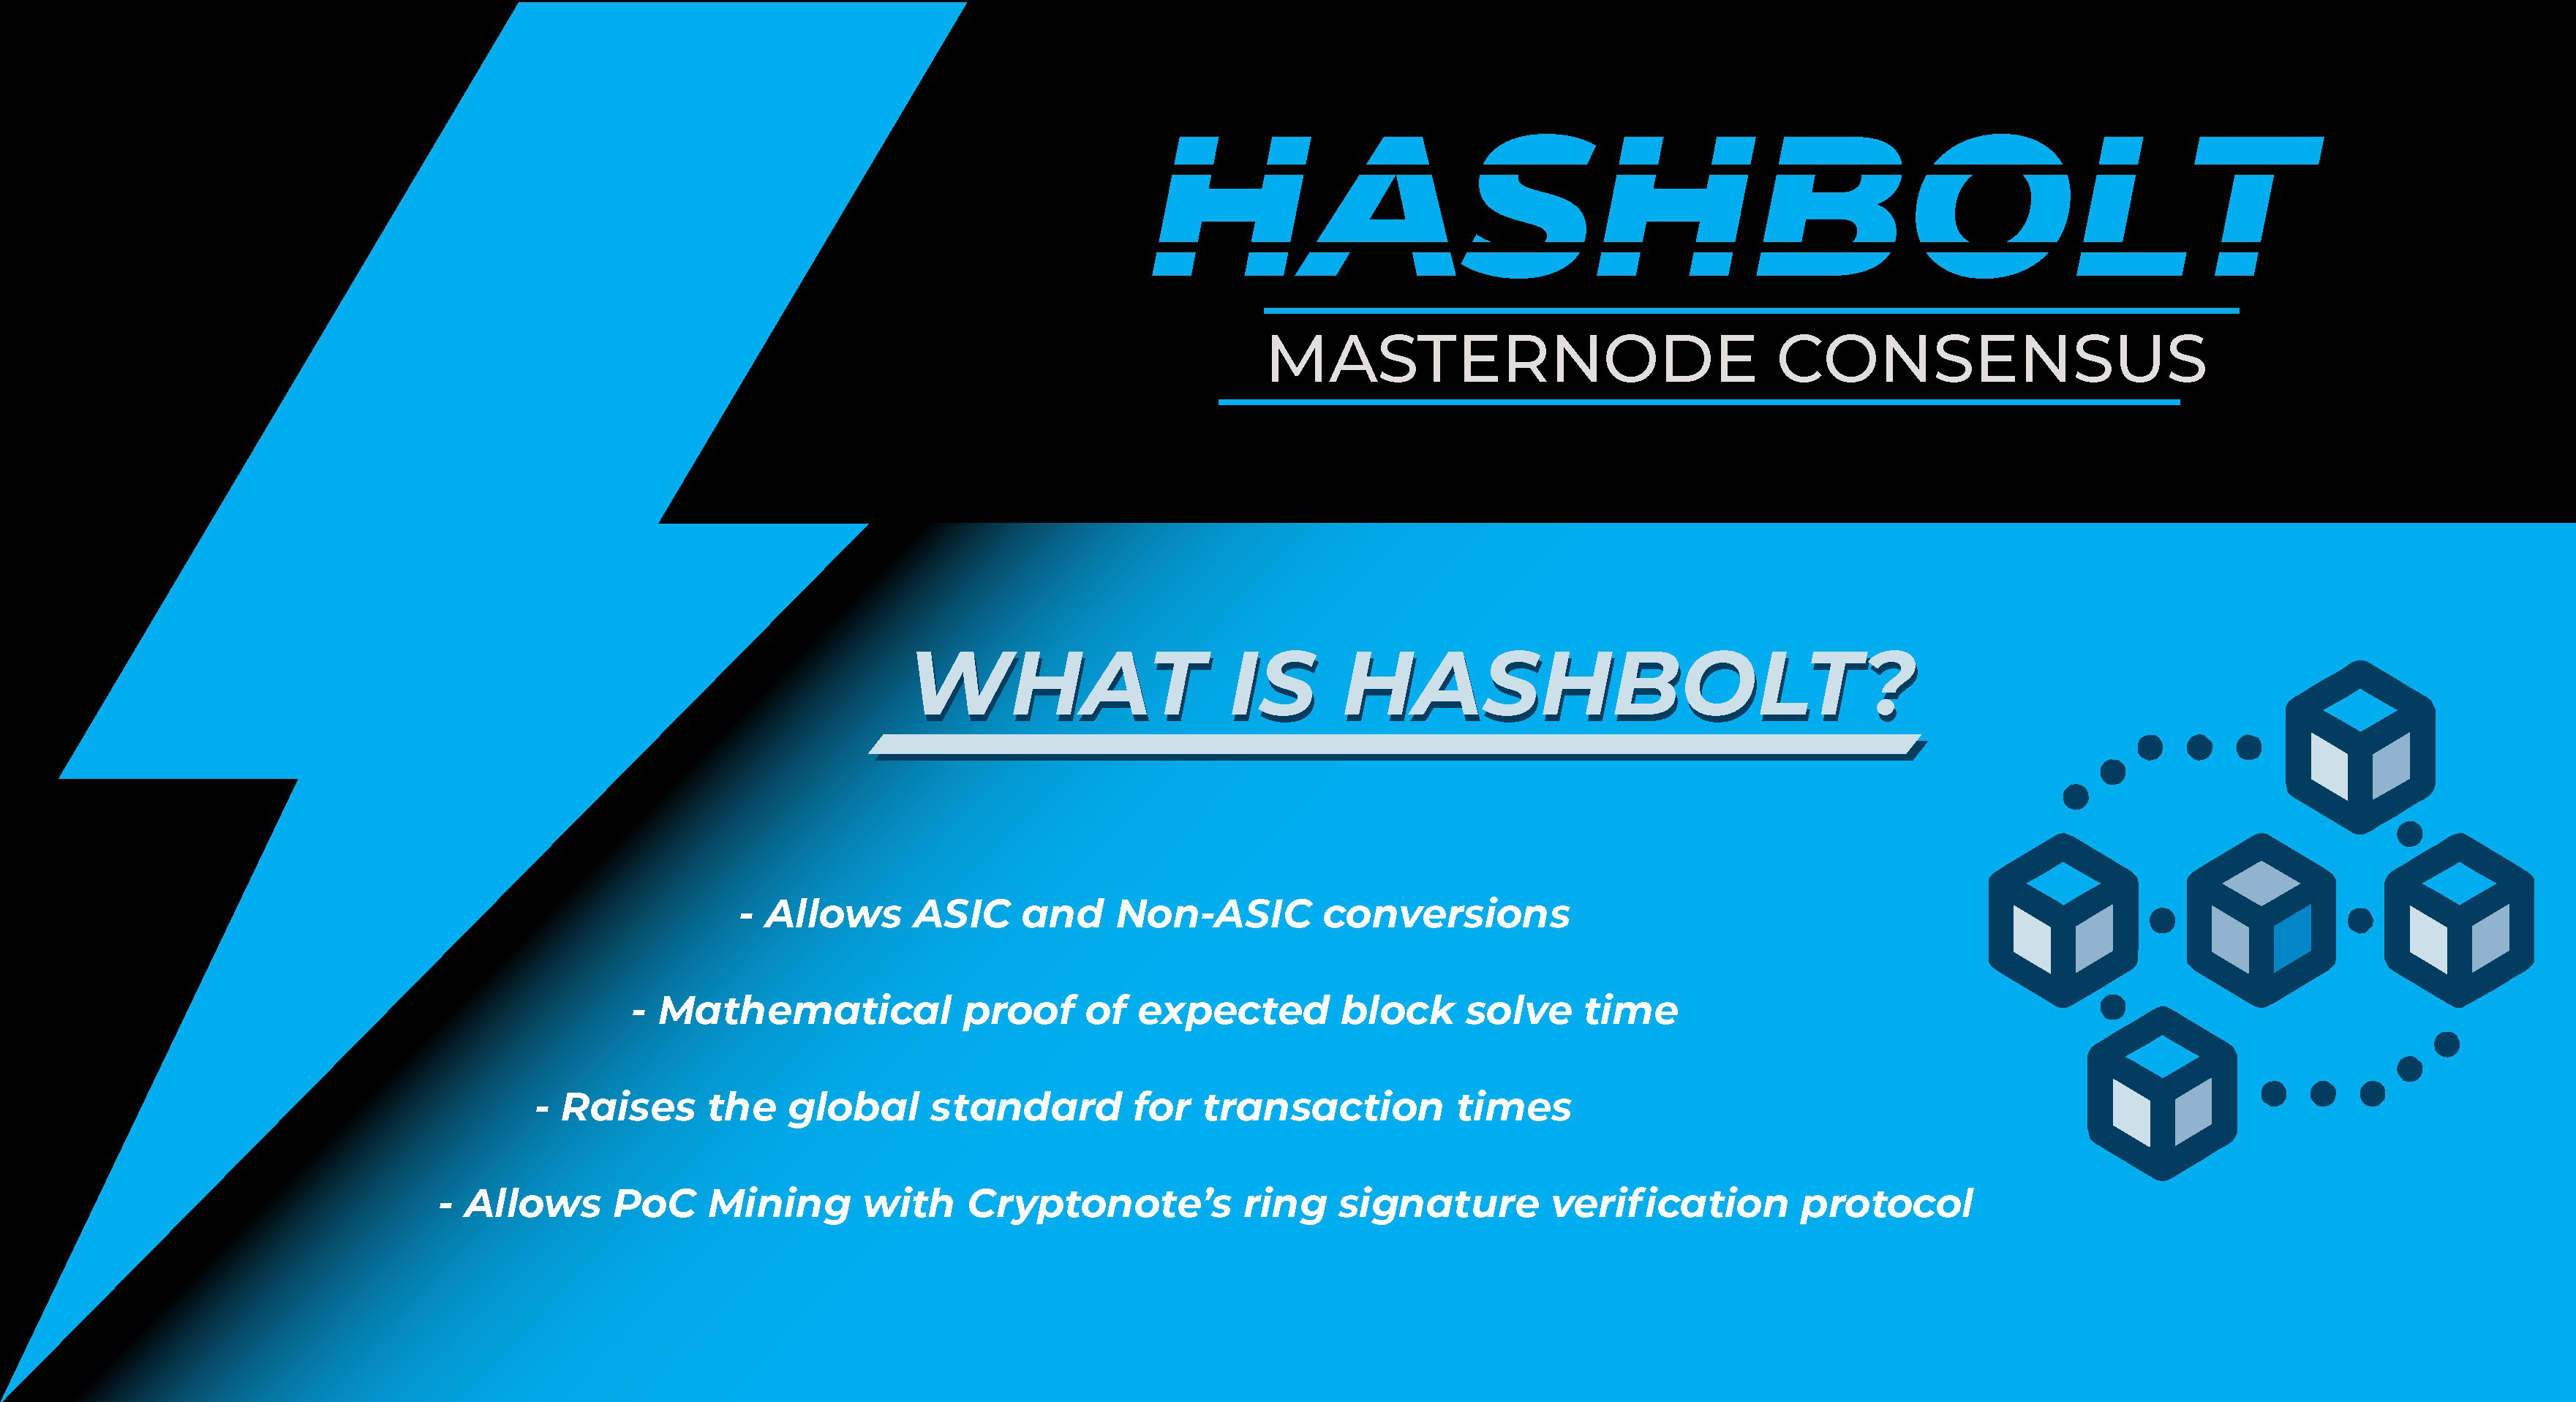 HASHBOLT
MASTERNODE CONSENSUS
WHAT IS HASHBOLT?
- Allows ASIC and Non-ASIC conversions
- Mathematical proof of expected block solve time
- Raises the global standard for transaction times
- Allows PoC Mining with Cryptonote’s ring signature verification protocol